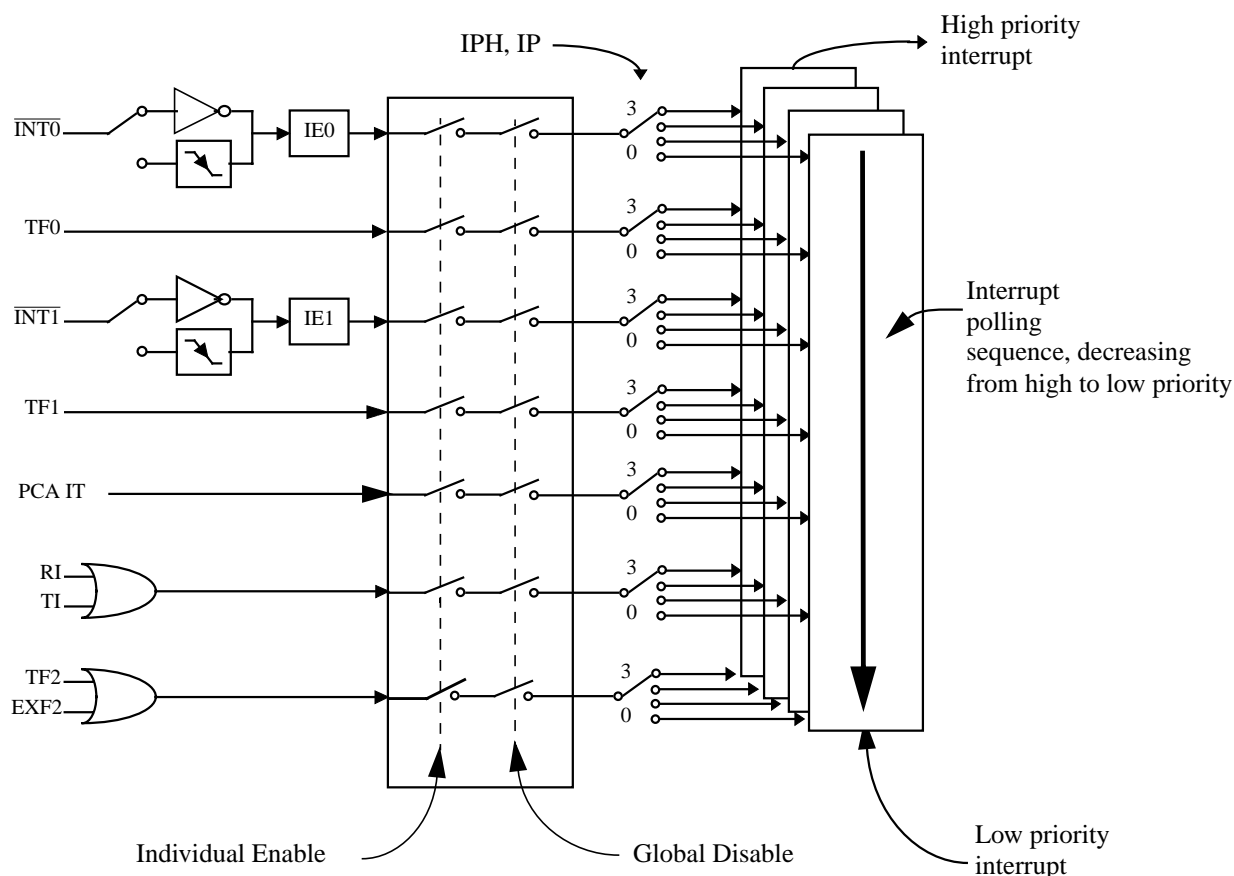 High priority
interrupt
IPH, IP
INT0
IE0
3
0
TF0
3
0
INT1
IE1
3
0
Interrupt
polling
sequence, decreasing
from high to low priority
TF1
3
0
PCA IT
3
0
RI
TI
3
0
TF2
EXF2
3
0
Individual Enable
Global Disable
Low priority
interrupt